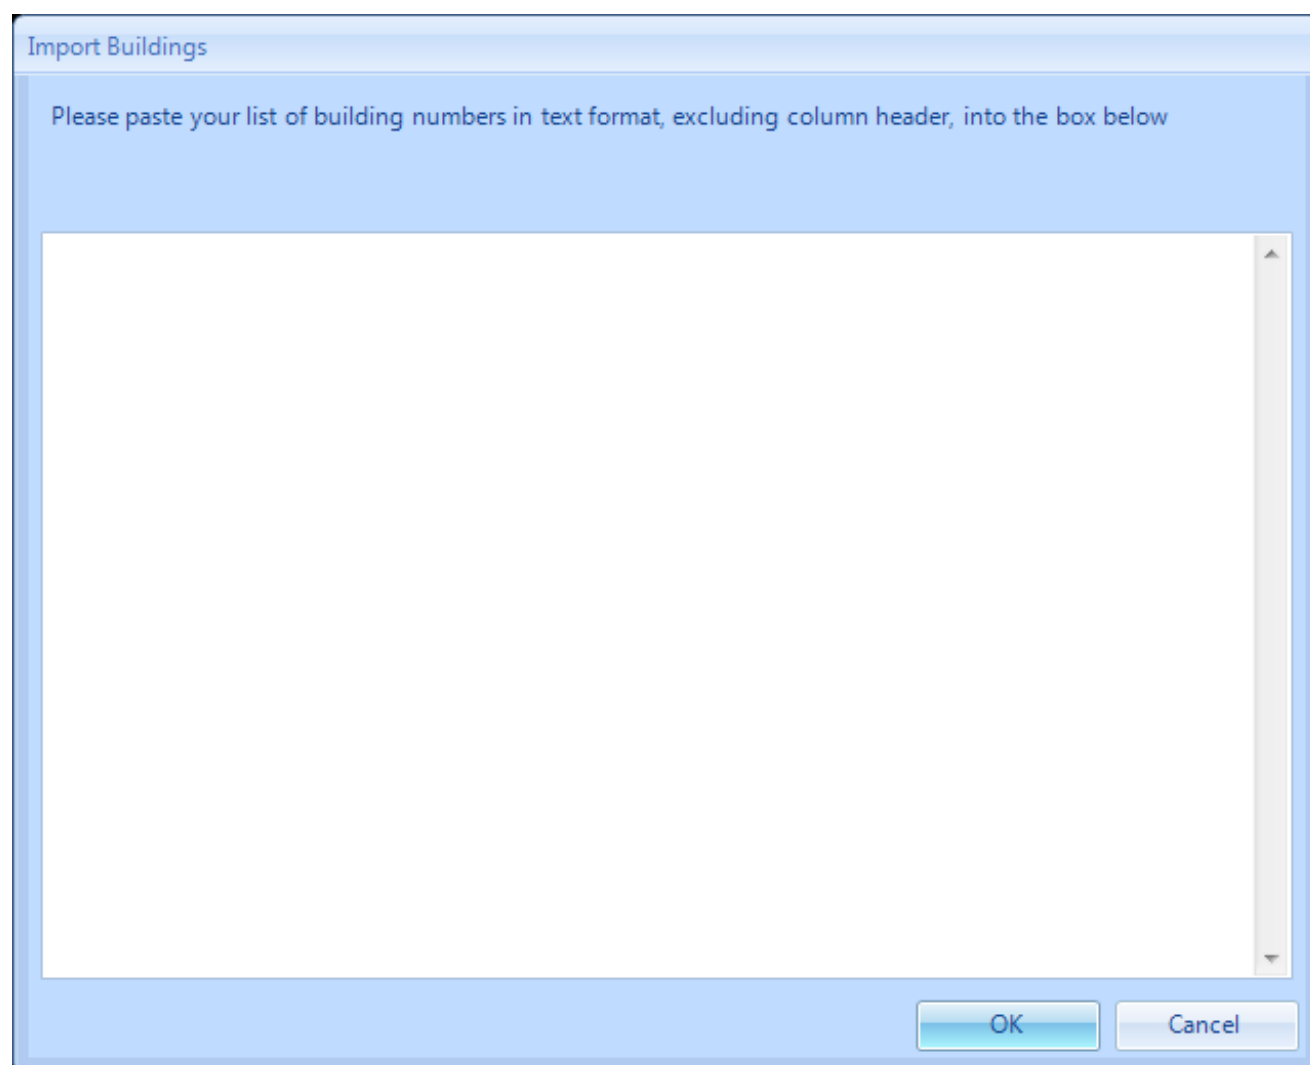 Import Buildings
Please paste your list of building numbers in text format, excluding column header, into the box below
OK
Cancel